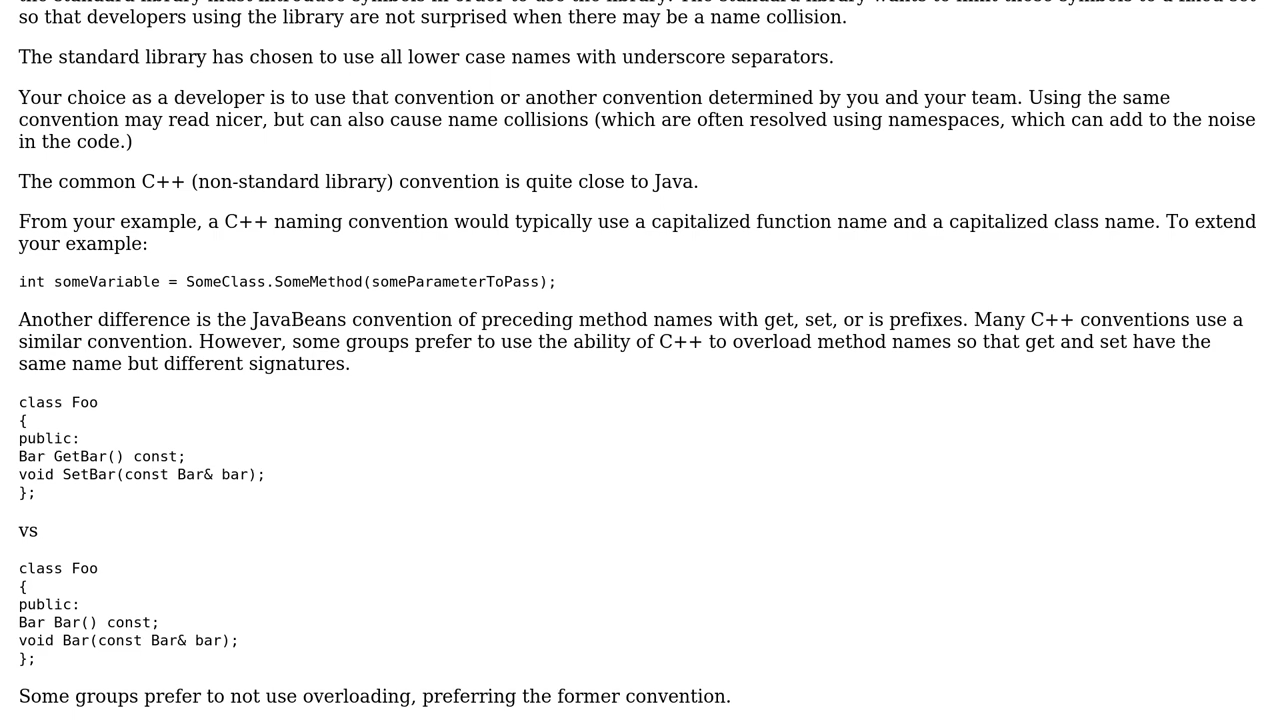 so that developers using the library are not surprised when there may be a name collision.
The standard library has chosen to use all lower case names with underscore separators.
Your choice as a developer is to use that convention or another convention determined by you and your team. Using the same
convention may read nicer, but can also cause name collisions (which are often resolved using namespaces, which can add to the noise
in the code.)
The common C++ (non-standard library) convention is quite close to Java.
From your example, a C++ naming convention would typically use a capitalized function name and a capitalized class name. To extend
your example:
int someVariable = SomeClass.SomeMethod(someParameterToPass);
Another difference is the JavaBeans convention of preceding method names with get, set, or is prefixes. Many C++ conventions use a
similar convention. However, some groups prefer to use the ability of C++ to overload method names so that get and set have the
same name but different signatures.
class Foo
{
public:
Bar GetBar() const;
void SetBar(const Bar& bar);
};
vs
class Foo
{
public:
Bar Bar() const;
void Bar(const Bar& bar);
};
Some groups prefer to not use overloading, preferring the former convention.